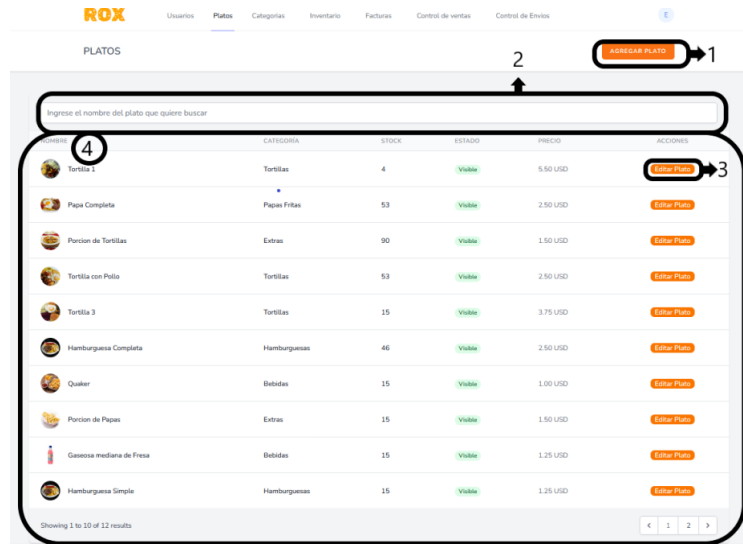 ROX Usuarios Platos Categorias Inventario Facturas Control de ventas Control de Envios E
PLATOS AGREGAR PLATO 1
2
Ingrese el nombre del plato que quiere buscar
NOMBRE CATEGORÍA STOCK ESTADO PRECIO ACCIONES
4
Tortilla 1 Tortillas 4 Visible 5.50 USD Editar Plato 3
Papa Completa Papas Fritas 53 Visible 2.50 USD Editar Plato
Porcion de Tortillas Extras 90 Visible 1.50 USD Editar Plato
Tortilla con Pollo Tortillas 53 Visible 2.50 USD Editar Plato
Tortilla 3 Tortillas 15 Visible 3.75 USD Editar Plato
Hamburguesa Completa Hamburguesas 46 Visible 2.50 USD Editar Plato
Quaker Bebidas 15 Visible 1.00 USD Editar Plato
Porcion de Papas Extras 15 Visible 1.50 USD Editar Plato
Gaseosa mediana de Fresa Bebidas 15 Visible 1.25 USD Editar Plato
Hamburguesa Simple Hamburguesas 15 Visible 1.25 USD Editar Plato
Showing 1 to 10 of 12 results < 1 2 >